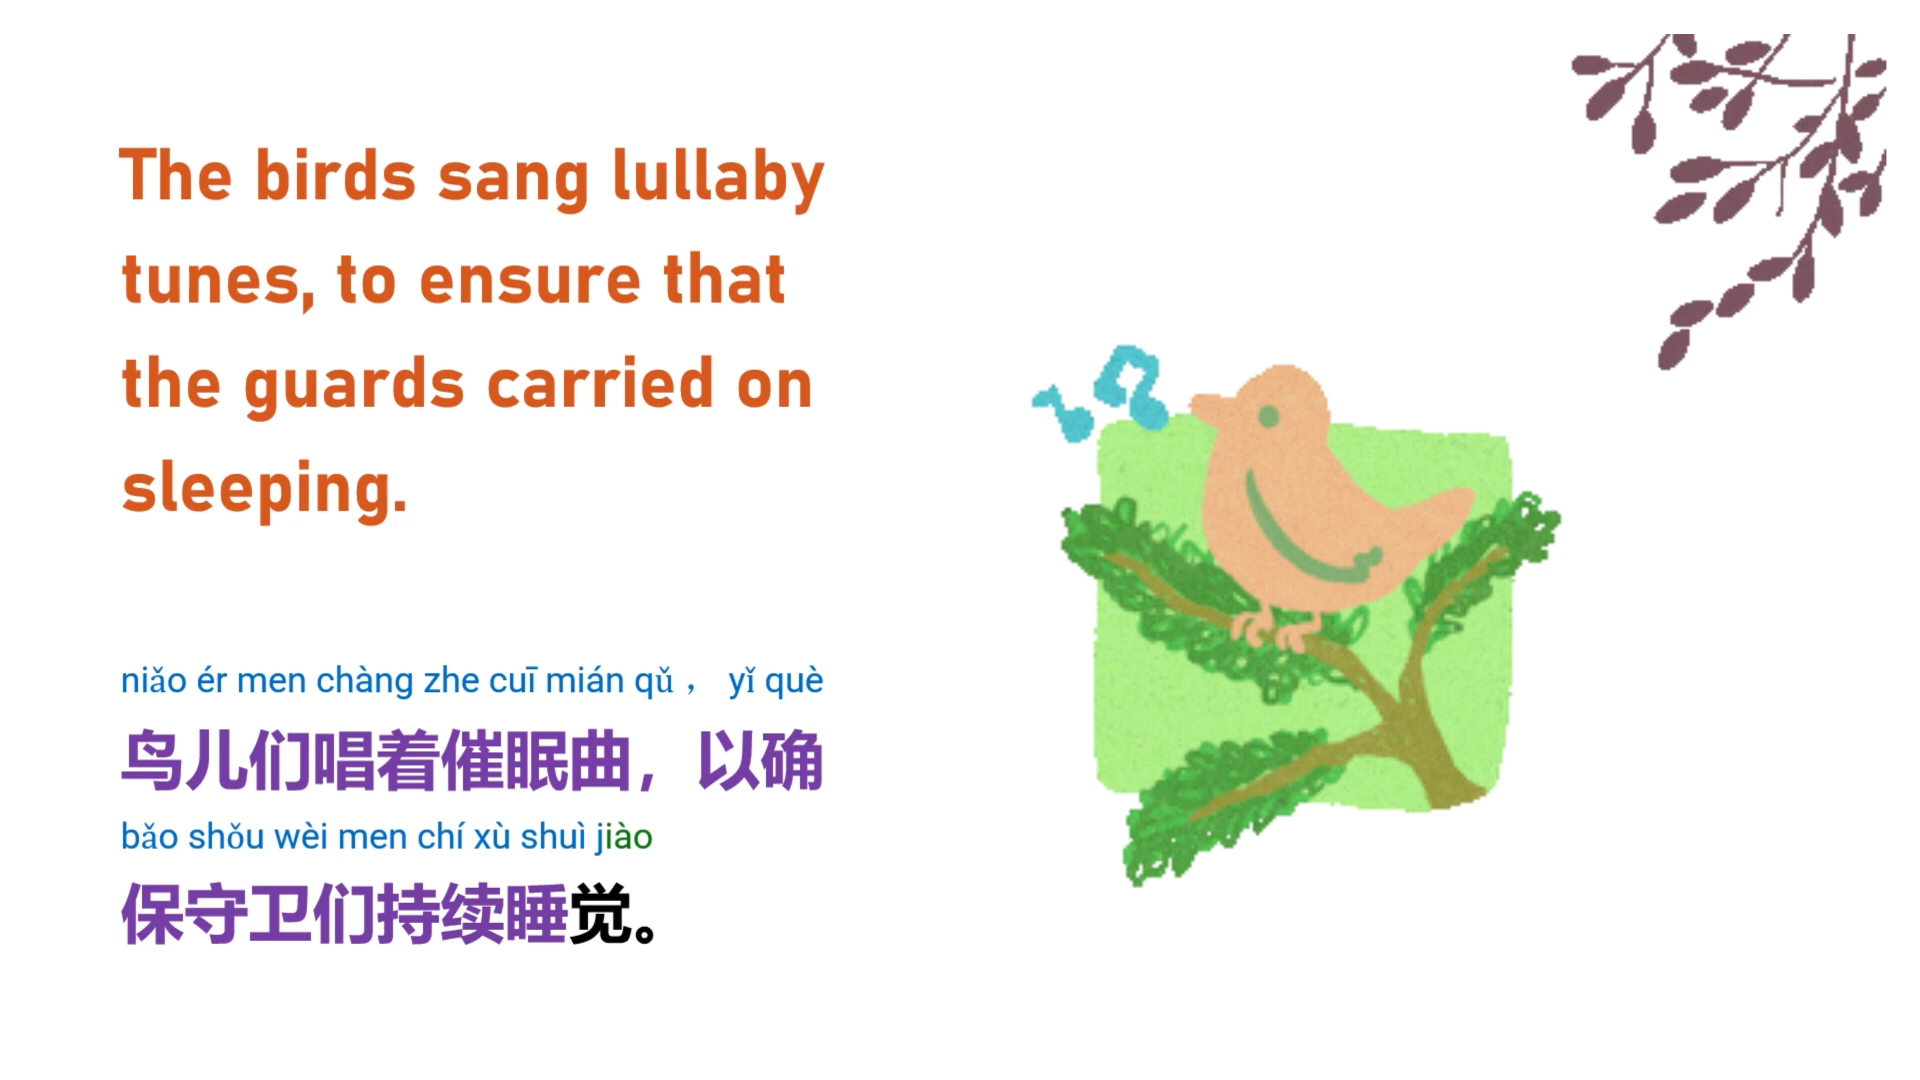 The birds sang lullaby
tunes, to ensure that
the guards carried on
sleeping.
niǎo ér men chàng zhe cuī mián qǔ ， yǐ què
鸟儿们唱着催眠曲，以确
bǎo shǒu wèi men chí xù shuì jiào
保守卫们持续睡觉。